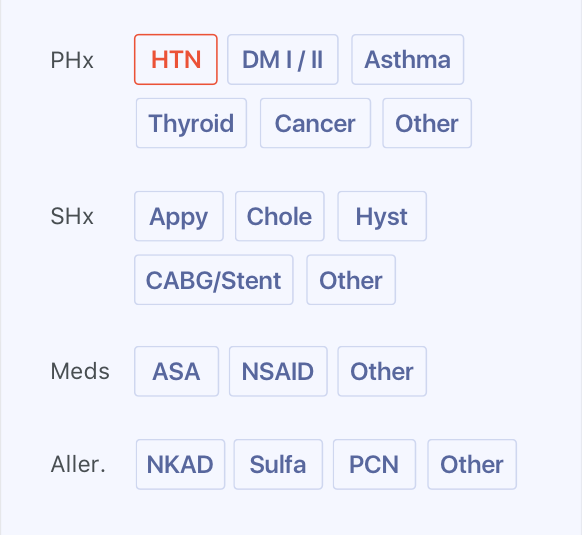 PHx HTN DM I / II Asthma
Thyroid Cancer Other
SHx Appy Chole Hyst
CABG/Stent Other
Meds ASA NSAID Other
Aller. NKAD Sulfa PCN Other